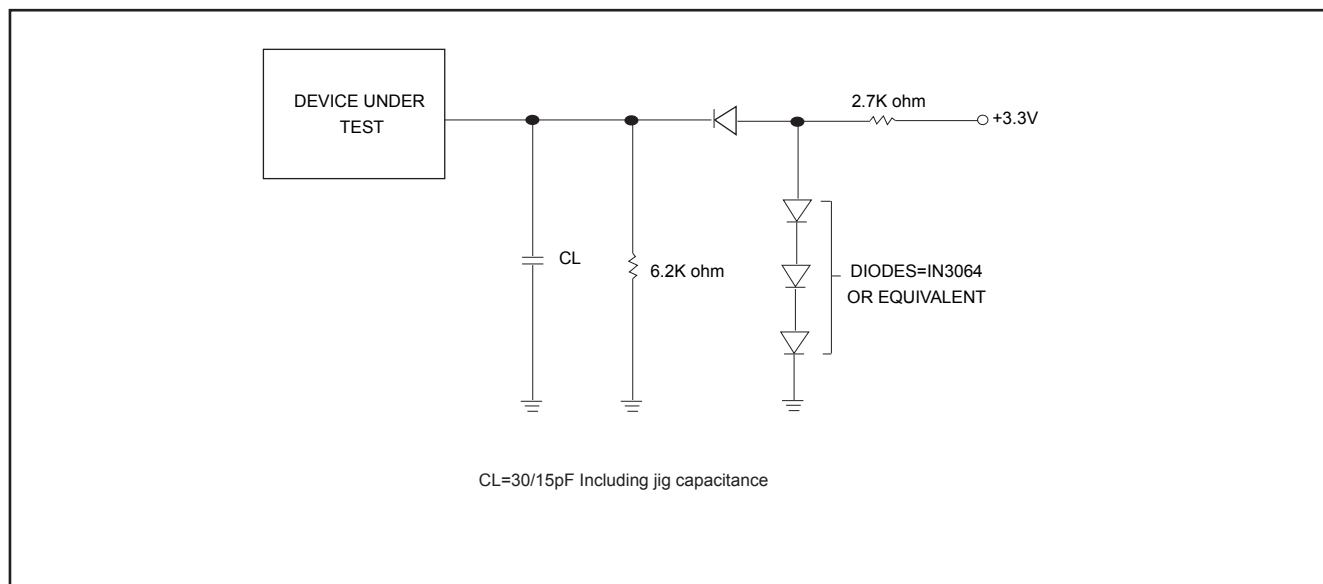 DEVICE UNDER
TEST
2.7K ohm
+3.3V
CL
6.2K ohm
DIODES=IN3064
OR EQUIVALENT
CL=30/15pF Including jig capacitance